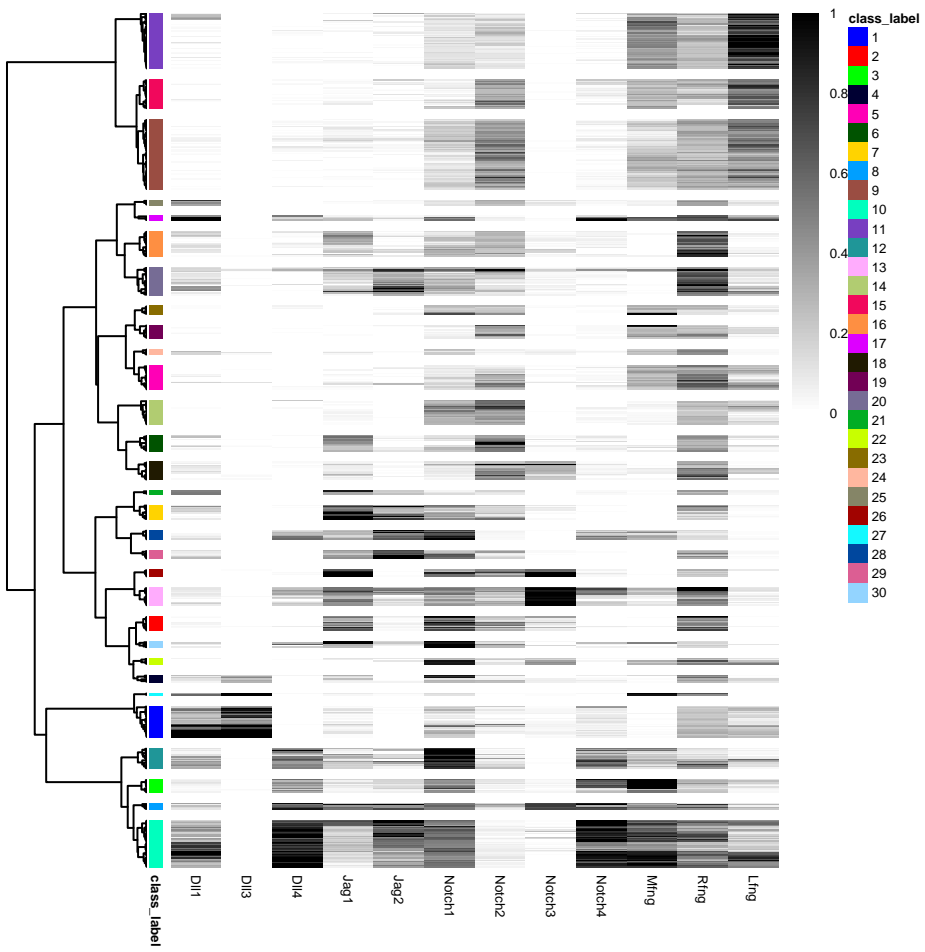 1
0.8
0.6
0.4
0.2
0
class_label
1
2
3
4
5
6
7
8
9
10
11
12
13
14
15
16
17
18
19
20
21
22
23
24
25
26
27
28
29
30
class_label
Dll1
Dll3
Dll4
Jag1
Jag2
Notch1
Notch2
Notch3
Notch4
Mfng
Rfng
Lfng